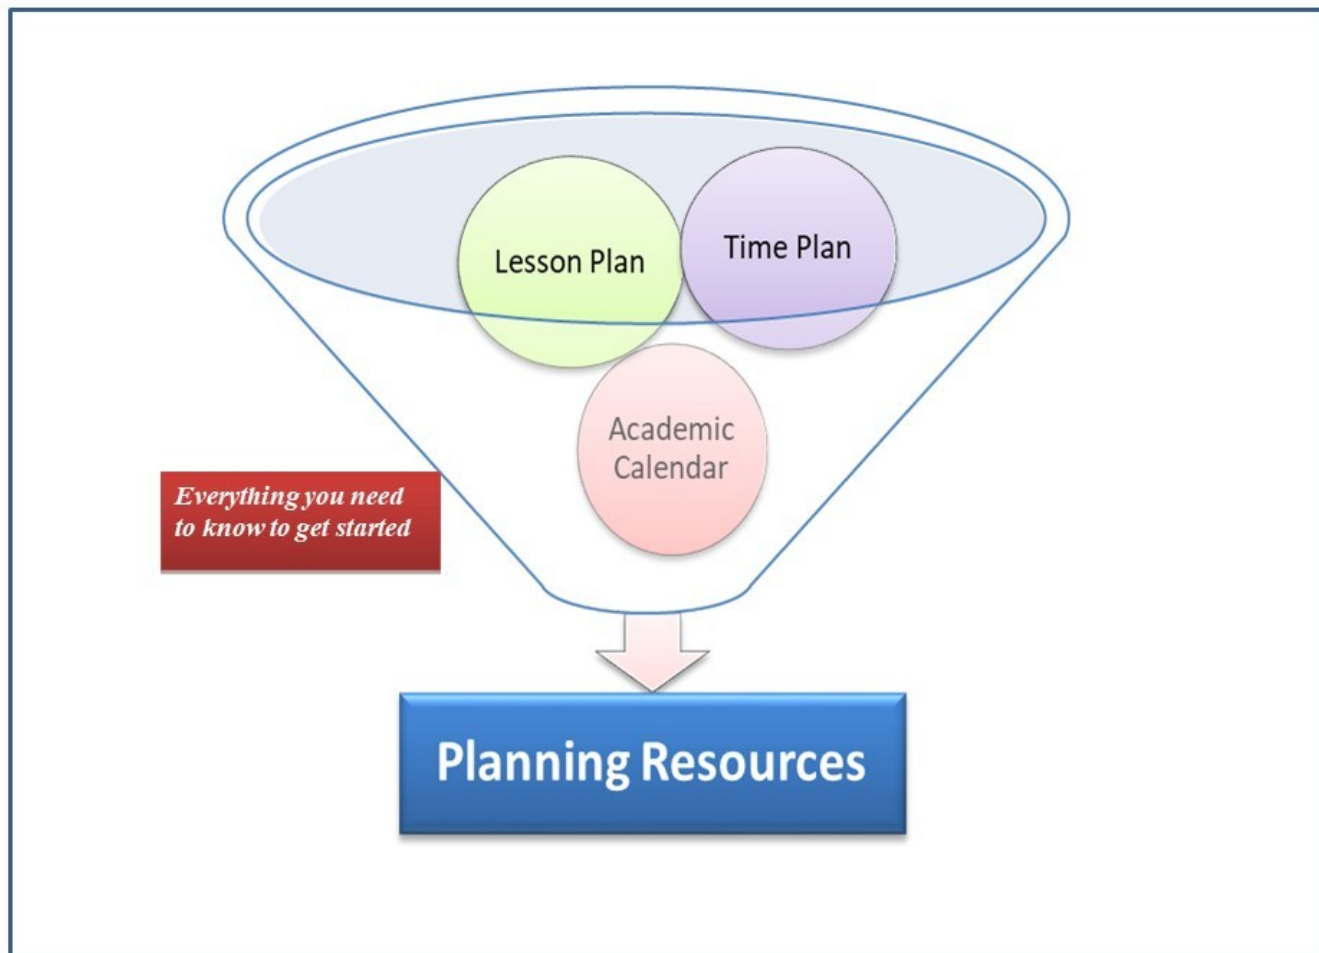 Lesson Plan
Time Plan
Academic
Calendar
Everything you need
to know to get started
Planning Resources